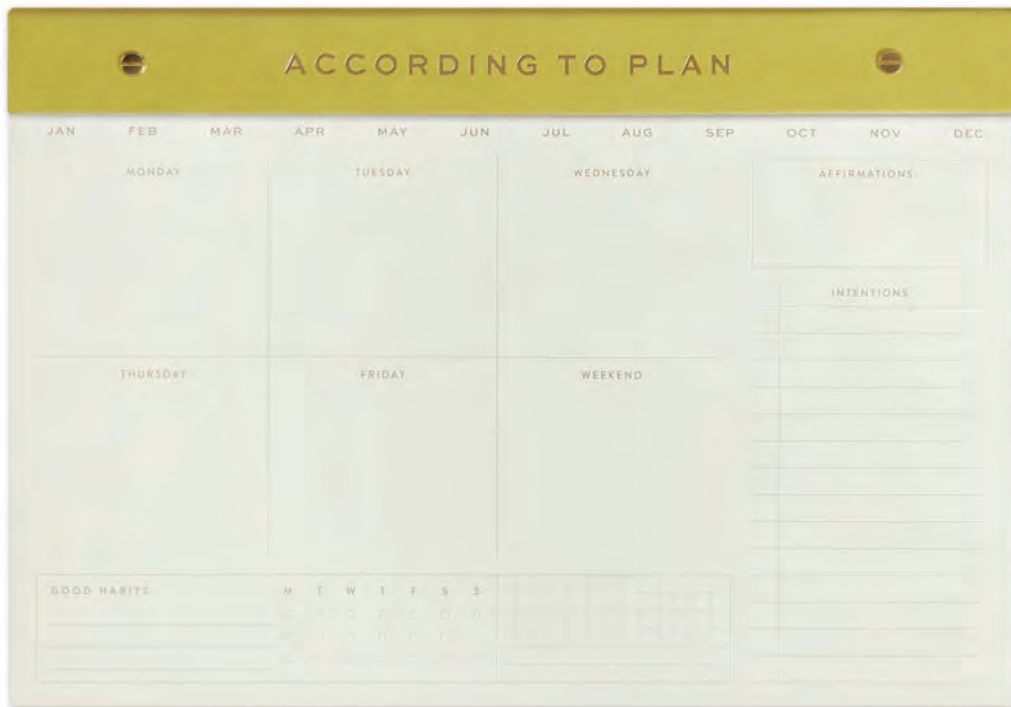 ACCORDING TO PLAN
JAN FEB MAR APR MAY JUN JUL AUG SEP OCT NOV DEC
MONDAY TUESDAY WEDNESDAY AFFIRMATIONS:
INTENTIONS
THURSDAY FRIDAY WEEKEND
GOOD HABITS M T W T F S S